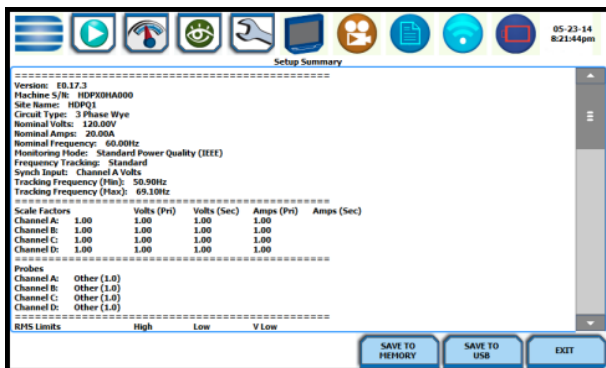 05-23-14
8:21:44pm
Setup Summary
==============================================
Version: E0.17.3
Machine S/N: HDPX0HA000
Site Name: HDPQ1
Circuit Type: 3 Phase Wye
Nominal Volts: 120.00V
Nominal Amps: 20.00A
Nominal Frequency: 60.00Hz
Monitoring Mode: Standard Power Quality (IEEE)
Frequency Tracking: Standard
Synch Input: Channel A Volts
Tracking Frequency (Min): 50.90Hz
Tracking Frequency (Max): 69.10Hz
==============================================
Scale Factors Volts (Pri) Volts (Sec) Amps (Pri) Amps (Sec)
Channel A: 1.00 1.00 1.00 1.00
Channel B: 1.00 1.00 1.00 1.00
Channel C: 1.00 1.00 1.00 1.00
Channel D: 1.00 1.00 1.00 1.00
==============================================
Probes
Channel A: Other (1.0)
Channel B: Other (1.0)
Channel C: Other (1.0)
Channel D: Other (1.0)
==============================================
RMS Limits High Low V Low
SAVE TO MEMORY
SAVE TO USB
EXIT